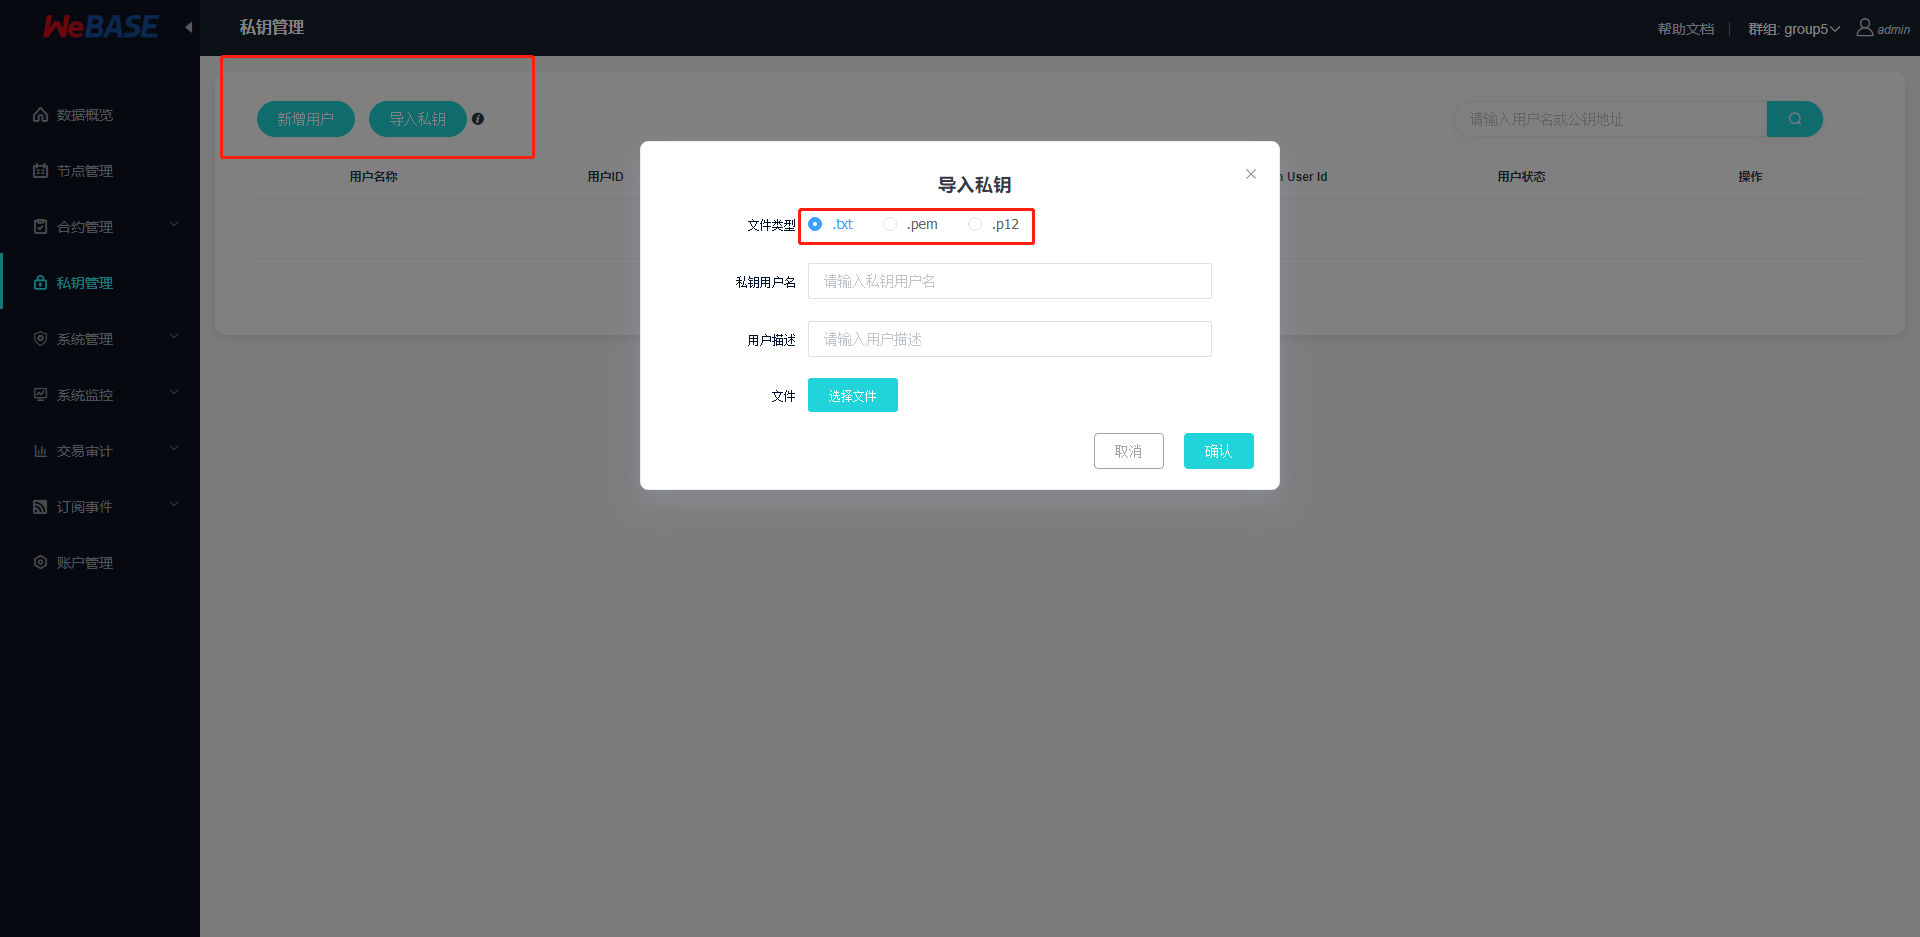 WeBASE
私钥管理
帮助文档
群组: group5
admin
数据概览
节点管理
合约管理
私钥管理
系统管理
系统监控
交易审计
订阅事件
账户管理
新增用户
导入私钥
请输入用户名或公钥地址
用户名称
用户ID
User Id
用户状态
操作
导入私钥
文件类型
.txt
.pem
.p12
私钥用户名
请输入私钥用户名
用户描述
请输入用户描述
文件
选择文件
取消
确认